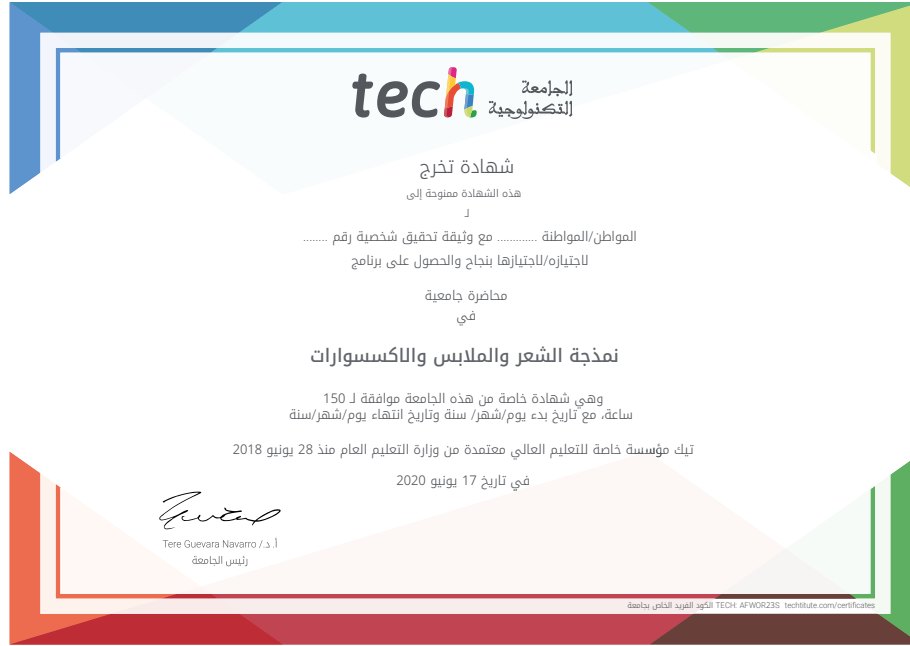 tech الجامعة التكنولوجية
شهادة تخرج
هذه الشهادة ممنوحة إلى
لـ
المواطن/المواطنة ............ مع وثيقة تحقيق شخصية رقم ........
لاجتيازه/لاجتيازها بنجاح والحصول على برنامج
محاضرة جامعية
في
نمذجة الشعر والملابس والاكسسوارات
وهي شهادة خاصة من هذه الجامعة موافقة لـ 150
ساعة، مع تاريخ بدء يوم/شهر/ سنة وتاريخ انتهاء يوم/شهر/سنة
تيك مؤسسة خاصة للتعليم العالي معتمدة من وزارة التعليم العام منذ 28 يونيو 2018
في تاريخ 17 يونيو 2020
أ. د./ Tere Guevara Navarro
رئيس الجامعة
الكود الفريد الخاص بجامعة TECH: AFWOR23S techtitute.com/certificates